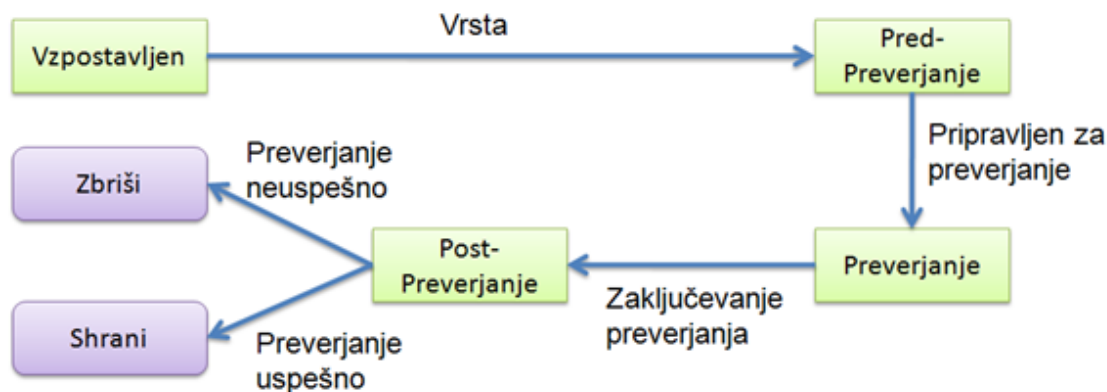 Vzpostavljen
Vrsta
Pred-
Preverjanje
Pripravljen za
preverjanje
Preverjanje
Zaključevanje
preverjanja
Post-
Preverjanje
Preverjanje
neuspešno
Zbriši
Preverjanje
uspešno
Shrani